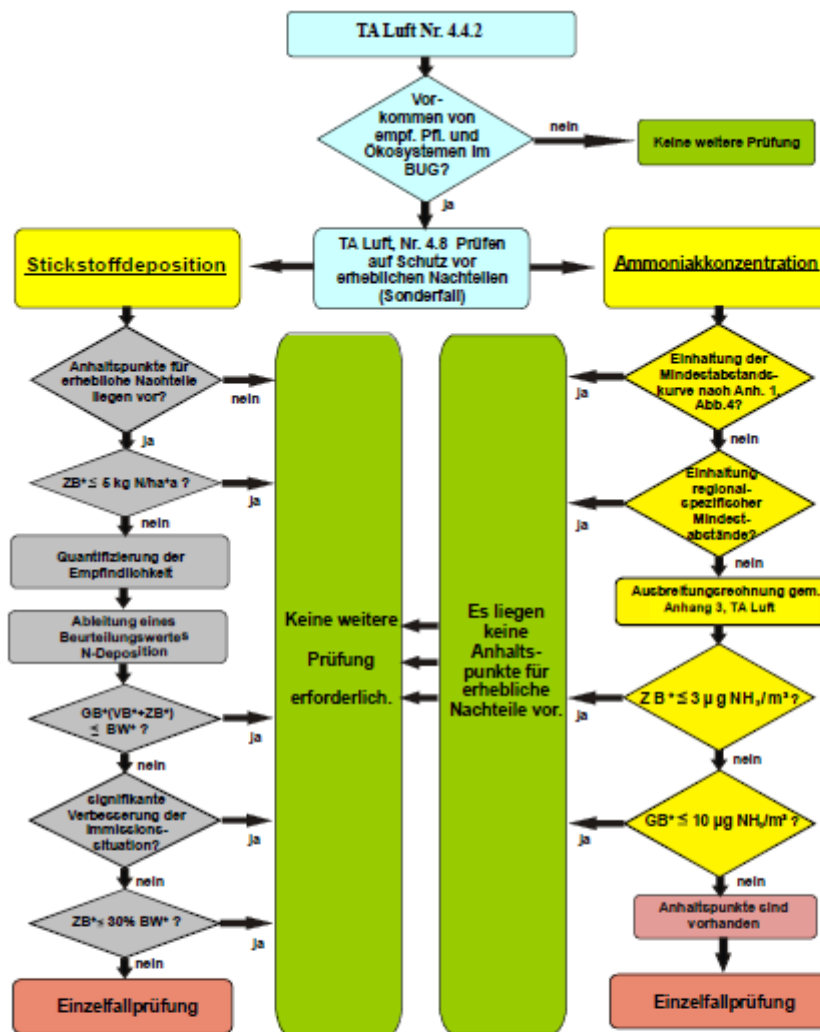 TA Luft Nr. 4.4.2
Vor-
kommen von
empf. Pfl. und
Ökosystemen im
BUG?
nein
Keine weitere Prüfung
ja
TA Luft, Nr. 4.8 Prüfen
auf Schutz vor
erheblichen Nachteilen
(Sonderfall)
Stickstoffdeposition
Anhaltspunkte für
erhebliche Nachteile
liegen vor?
nein
ja
ZB* ≤ 5 kg N/ha*a ?
ja
nein
Quantifizierung der
Empfindlichkeit
Ableitung eines
Beurteilungswertes
N-Deposition
GB*(VB*+ZB*)
≤ BW* ?
ja
nein
signifikante
Verbesserung der
Immissions-
situation?
ja
nein
ZB*≤ 30% BW* ?
ja
nein
Einzelfallprüfung
Keine weitere
Prüfung
erforderlich.
Es liegen
keine
Anhalts-
punkte für
erhebliche
Nachteile vor.
Ammoniakkonzentration
Einhaltung der
Mindestabstands-
kurve nach Anh. 1,
Abb.4?
ja
nein
Einhaltung
regional-
spezifischer
Mindest-
abstände?
ja
nein
Ausbreitungsrechnung gem.
Anhang 3, TA Luft
ZB* ≤ 3 µg NH₃/m³ ?
ja
nein
GB* ≤ 10 µg NH₃/m³ ?
ja
nein
Anhaltspunkte sind
vorhanden
Einzelfallprüfung